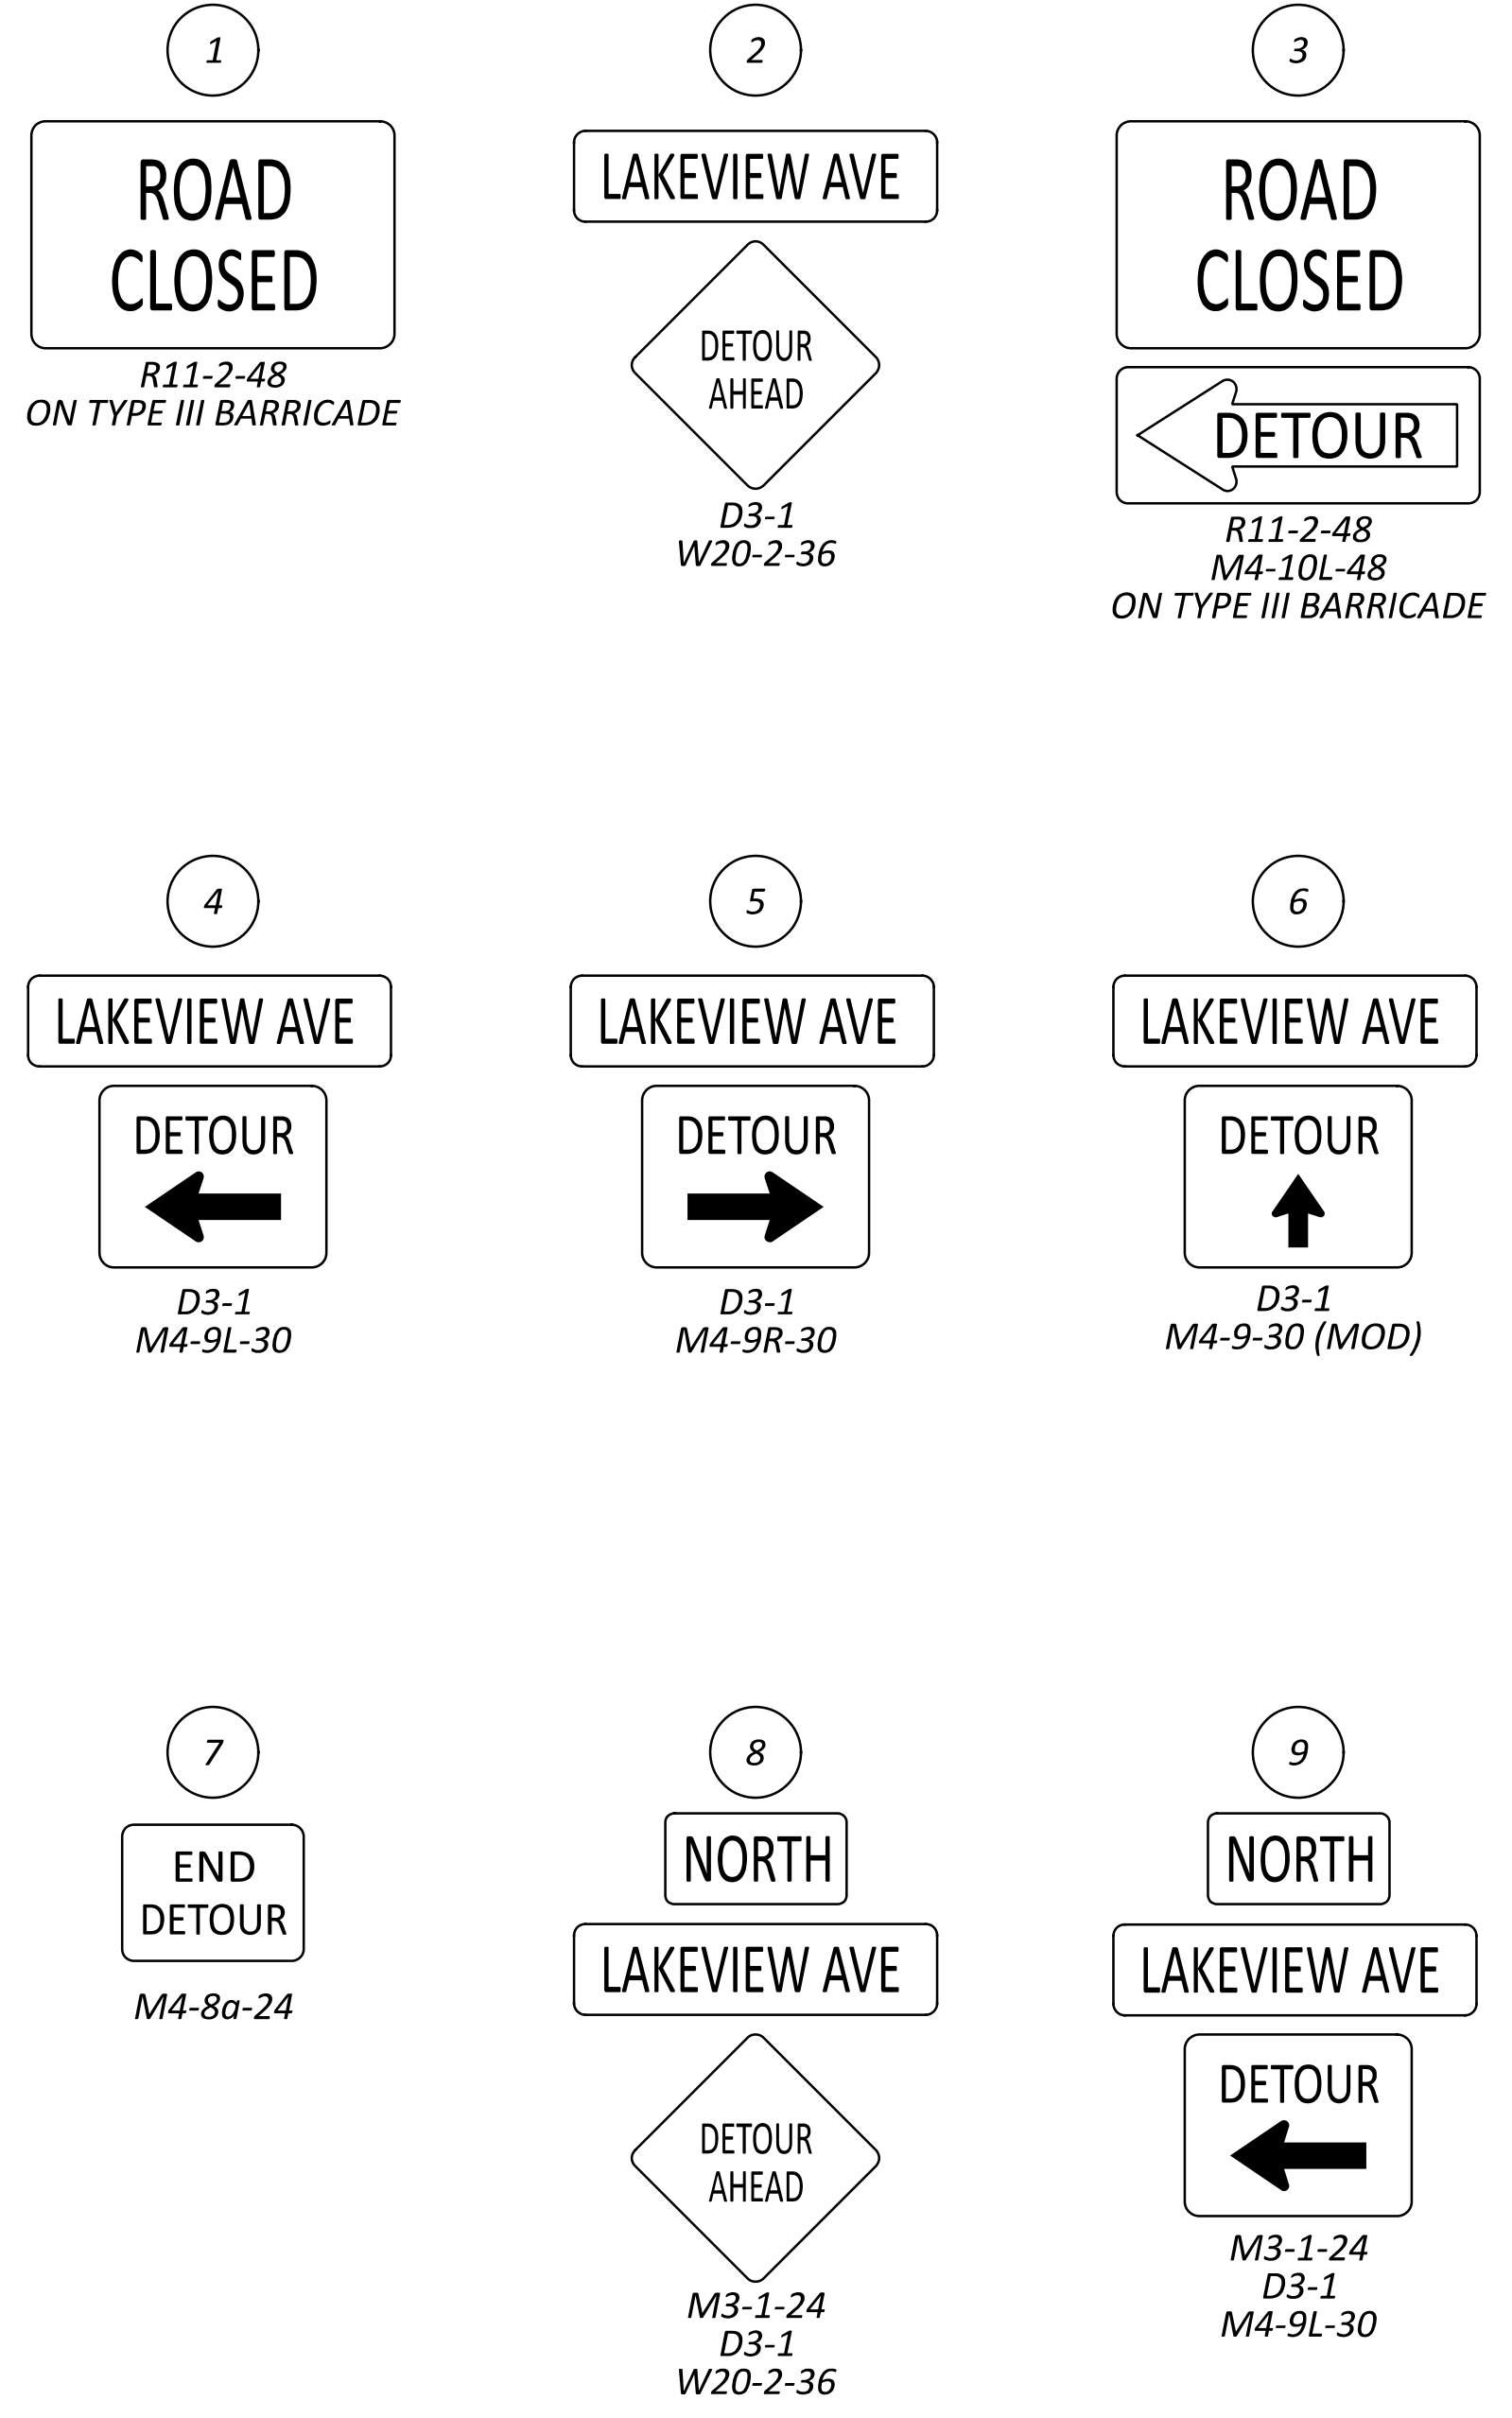 1
ROAD
CLOSED
R11-2-48
ON TYPE III BARRICADE
2
LAKEVIEW AVE
DETOUR
AHEAD
D3-1
W20-2-36
3
ROAD
CLOSED
DETOUR
R11-2-48
M4-10L-48
ON TYPE III BARRICADE
4
LAKEVIEW AVE
DETOUR
D3-1
M4-9L-30
5
LAKEVIEW AVE
DETOUR
D3-1
M4-9R-30
6
LAKEVIEW AVE
DETOUR
D3-1
M4-9-30 (MOD)
7
END
DETOUR
M4-8a-24
8
NORTH
LAKEVIEW AVE
DETOUR
AHEAD
M3-1-24
D3-1
W20-2-36
9
NORTH
LAKEVIEW AVE
DETOUR
M3-1-24
D3-1
M4-9L-30